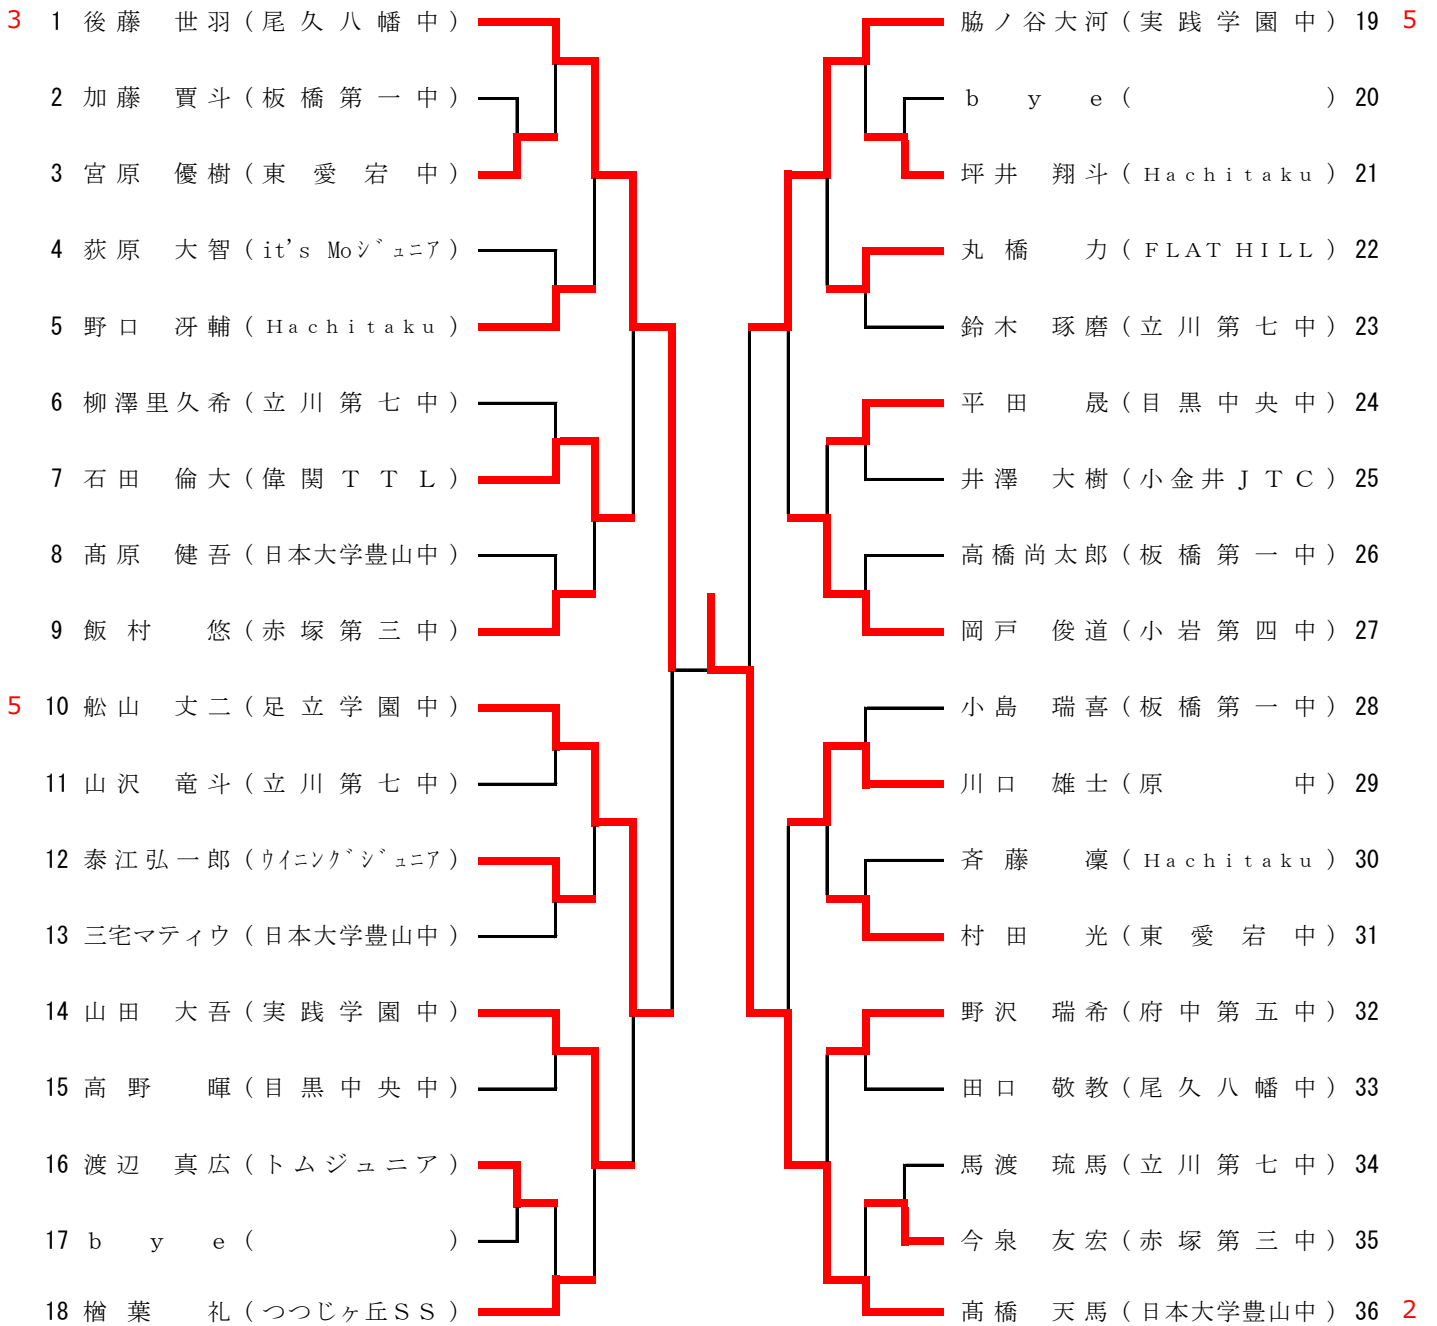 3 1 後藤 世羽 (尾久八幡中)
2 加藤 賈斗 (板橋第一中)
3 宮原 優樹 (東愛宕中)
4 荻原 大智 (it's Moジュニア)
5 野口 冴輔 (Hachitaku)
6 柳澤里久希 (立川第七中)
7 石田 倫大 (偉関TTL)
8 髙原 健吾 (日本大学豊山中)
9 飯村 悠 (赤塚第三中)
5 10 舩山 丈二 (足立学園中)
11 山沢 竜斗 (立川第七中)
12 泰江弘一郎 (ウイニングジュニア)
13 三宅マティウ (日本大学豊山中)
14 山田 大吾 (実践学園中)
15 高野 暉 (目黒中央中)
16 渡辺 真広 (トムジュニア)
17 bye ( )
18 楢葉 礼 (つつじヶ丘SS)
脇ノ谷大河 (実践学園中) 19 5
bye ( ) 20
坪井 翔斗 (Hachitaku) 21
丸橋 力 (FLAT HILL) 22
鈴木 琢磨 (立川第七中) 23
平田 晟 (目黒中央中) 24
井澤 大樹 (小金井JTC) 25
高橋尚太郎 (板橋第一中) 26
岡戸 俊道 (小岩第四中) 27
小島 瑞喜 (板橋第一中) 28
川口 雄士 (原中) 29
斉藤 凜 (Hachitaku) 30
村田 光 (東愛宕中) 31
野沢 瑞希 (府中第五中) 32
田口 敬教 (尾久八幡中) 33
馬渡 琉馬 (立川第七中) 34
今泉 友宏 (赤塚第三中) 35
髙橋 天馬 (日本大学豊山中) 36 2